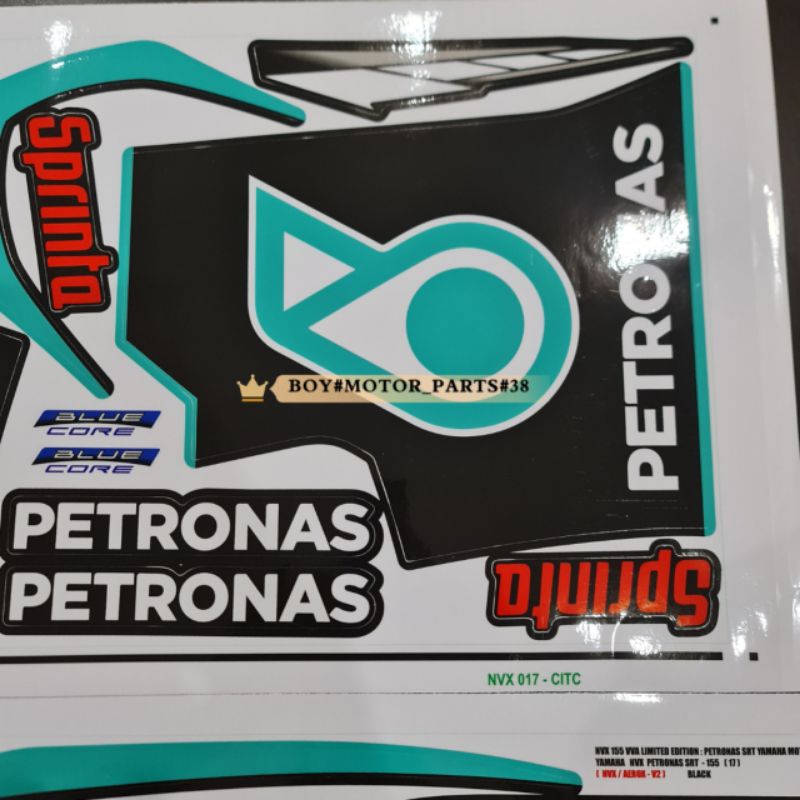 Sprinta
PETRONAS
BOY#MOTOR_PARTS#38
BLUE
CORE
BLUE
CORE
PETRONAS
PETRONAS
Sprinta
NVX 017 - CITC
NVX 155 VVA LIMITED EDITION : PETRONAS SRT YAMAHA MO
YAMAHA NVX PETRONAS SRT - 155 (17)
( NVX / AEROX - V2 ) BLACK